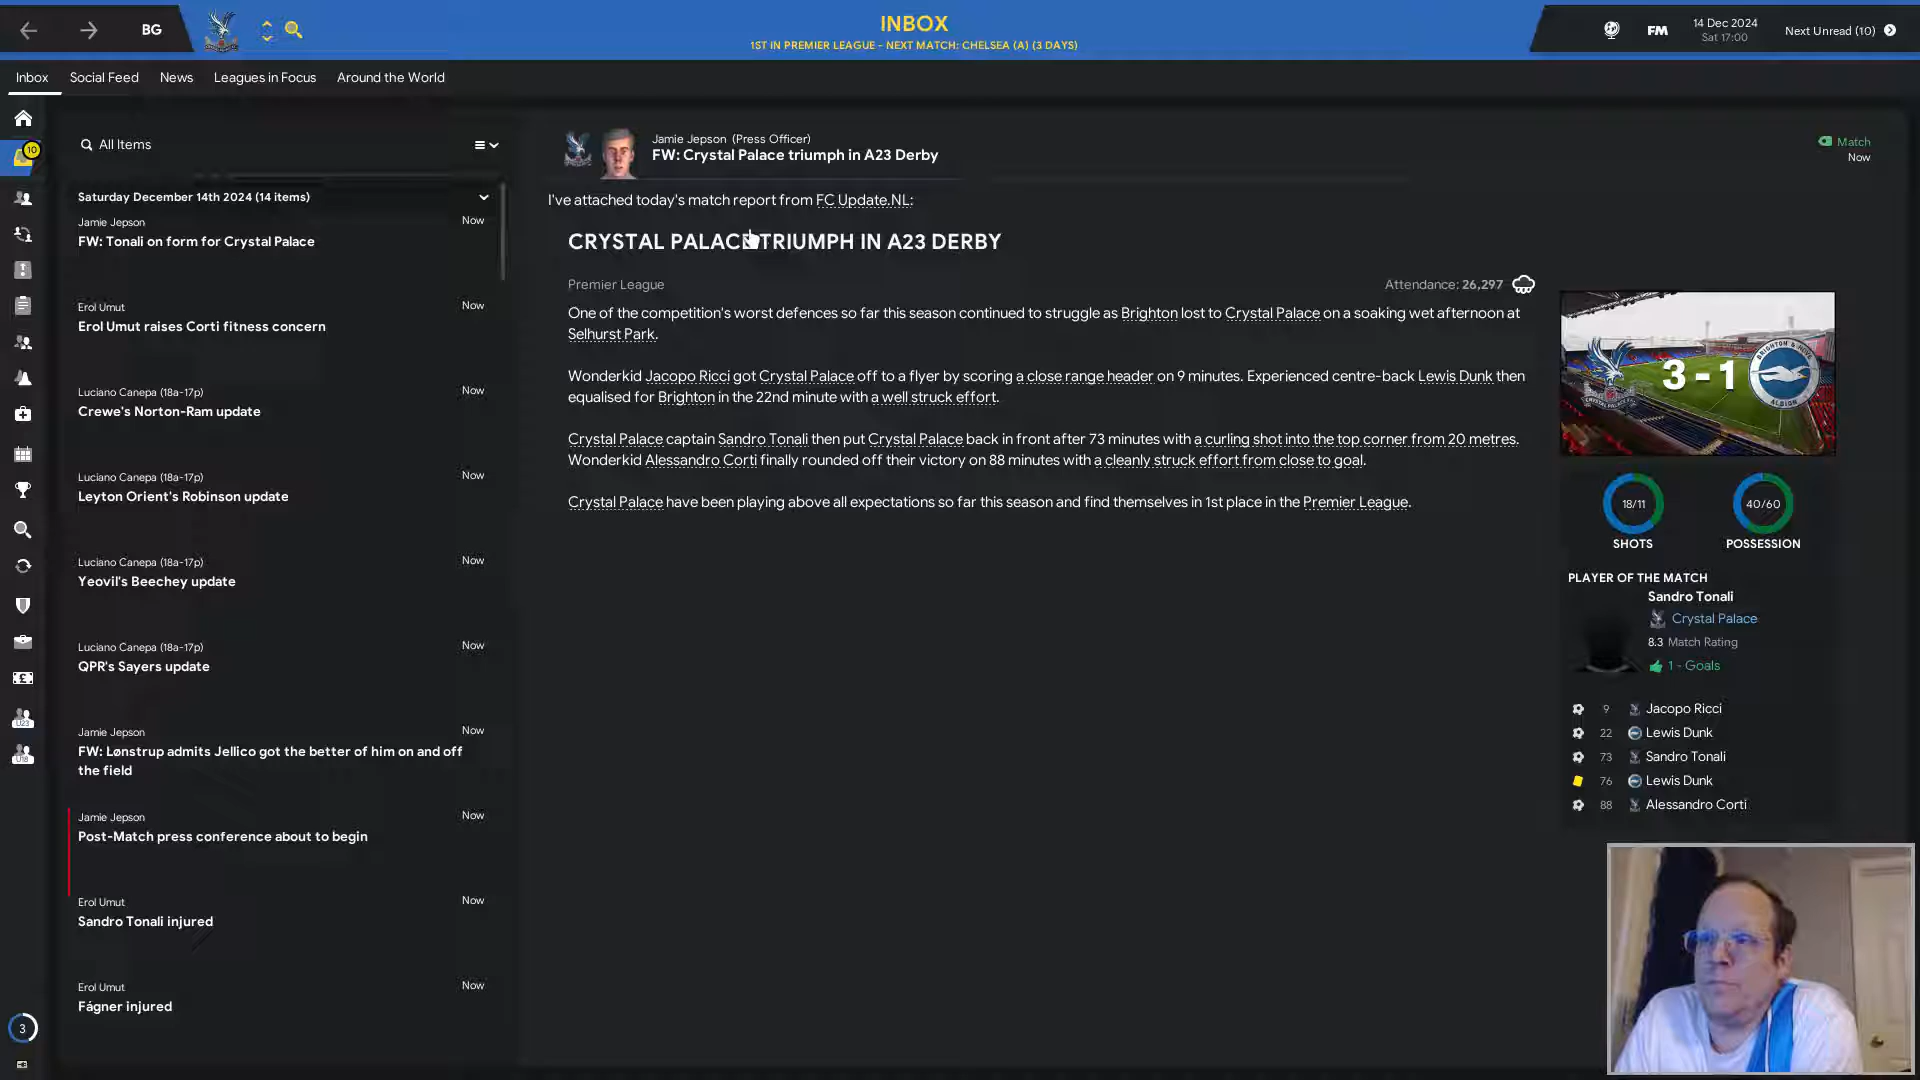 BG
INBOX
1ST IN PREMIER LEAGUE - NEXT MATCH: CHELSEA (A) (3 DAYS)
FM
14 Dec 2024
Sat 17:00
Next Unread (10)
Inbox
Social Feed
News
Leagues in Focus
Around the World
10
All Items
Saturday December 14th 2024 (14 items)
Jamie Jepson
Now
FW: Tonali on form for Crystal Palace
Erol Umut
Now
Erol Umut raises Corti fitness concern
Luciano Canepa (18a-17p)
Now
Crewe's Norton-Ram update
Luciano Canepa (18a-17p)
Now
Leyton Orient's Robinson update
Luciano Canepa (18a-17p)
Now
Yeovil's Beechey update
Luciano Canepa (18a-17p)
Now
QPR's Sayers update
Jamie Jepson
Now
FW: Lønstrup admits Jellico got the better of him on and off
the field
Jamie Jepson
Now
Post-Match press conference about to begin
Erol Umut
Now
Sandro Tonali injured
Erol Umut
Now
Fágner injured
U23
U18
3
Jamie Jepson (Press Officer)
FW: Crystal Palace triumph in A23 Derby
Match
Now
I've attached today's match report from FC Update.NL:
CRYSTAL PALACE TRIUMPH IN A23 DERBY
Premier League
Attendance: 26,297
One of the competition's worst defences so far this season continued to struggle as Brighton lost to Crystal Palace on a soaking wet afternoon at
Selhurst Park.
Wonderkid Jacopo Ricci got Crystal Palace off to a flyer by scoring a close range header on 9 minutes. Experienced centre-back Lewis Dunk then
equalised for Brighton in the 22nd minute with a well struck effort.
Crystal Palace captain Sandro Tonali then put Crystal Palace back in front after 73 minutes with a curling shot into the top corner from 20 metres.
Wonderkid Alessandro Corti finally rounded off their victory on 88 minutes with a cleanly struck effort from close to goal.
Crystal Palace have been playing above all expectations so far this season and find themselves in 1st place in the Premier League.
3 - 1
18/11
SHOTS
40/60
POSSESSION
PLAYER OF THE MATCH
Sandro Tonali
Crystal Palace
8.3 Match Rating
1 - Goals
9 Jacopo Ricci
22 Lewis Dunk
73 Sandro Tonali
76 Lewis Dunk
88 Alessandro Corti